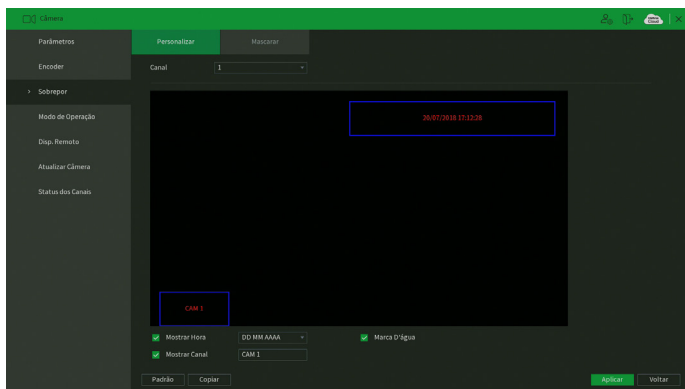 Câmera
Parâmetros
Personalizar
Mascarar
Encoder
Canal
1
Sobrepor
20/07/2018 17:12:28
Modo de Operação
Disp. Remoto
Atualizar Câmera
Status dos Canais
CAM 1
Mostrar Hora
DD MM AAAA
Marca D'água
Mostrar Canal
CAM 1
Padrão
Copiar
Aplicar
Voltar